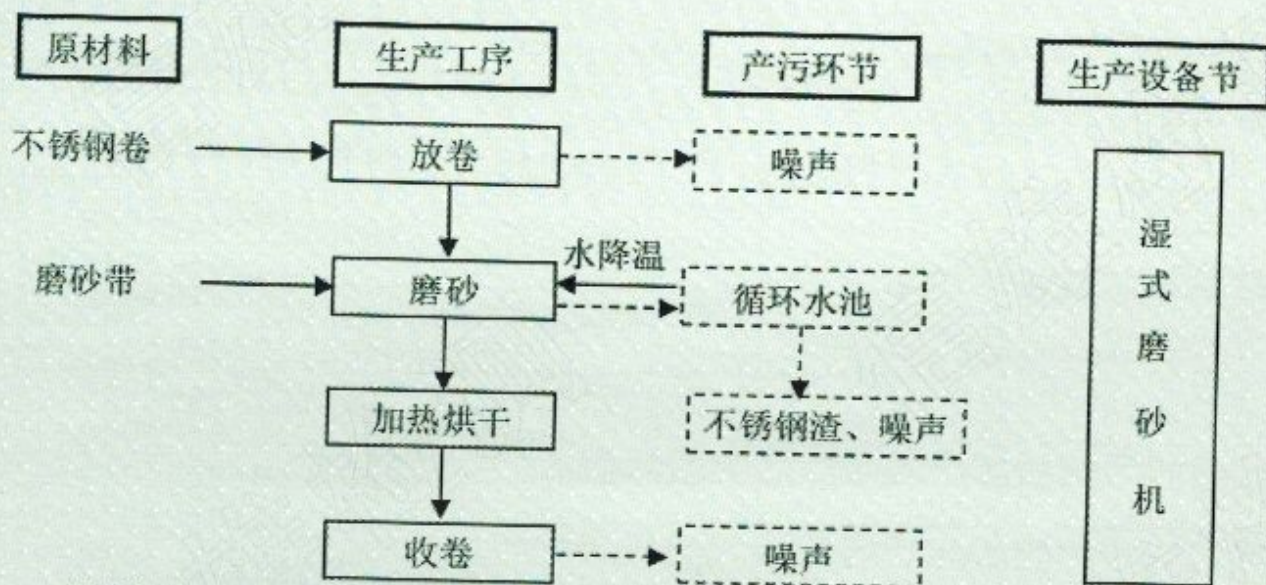 原材料 生产工序 产污环节 生产设备节
不锈钢卷 放卷 噪声
水降温
磨砂带 磨砂 循环水池
加热烘干 不锈钢渣、噪声
收卷 噪声
湿式磨砂机